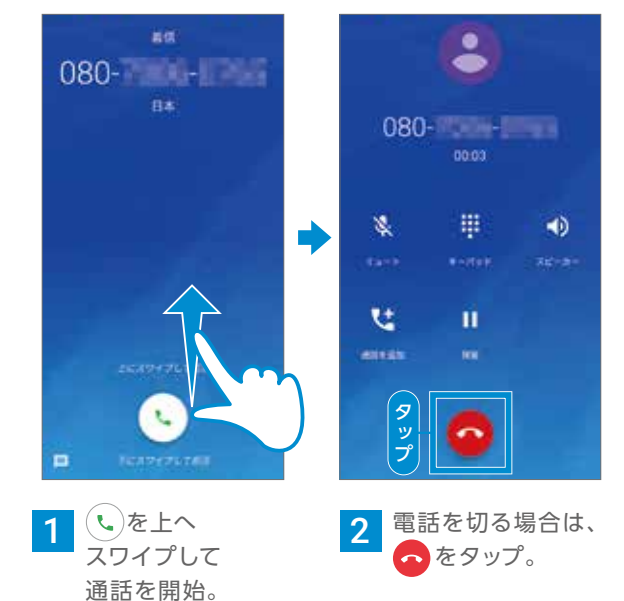 着信
080-
日本
上にスワイプして
下にスワイプして拒否
1
を上へ
スワイプして
通話を開始。
080-
00:03
ミュート
キーパッド
スピーカー
通話を追加
保留
タップ
2
電話を切る場合は、
をタップ。